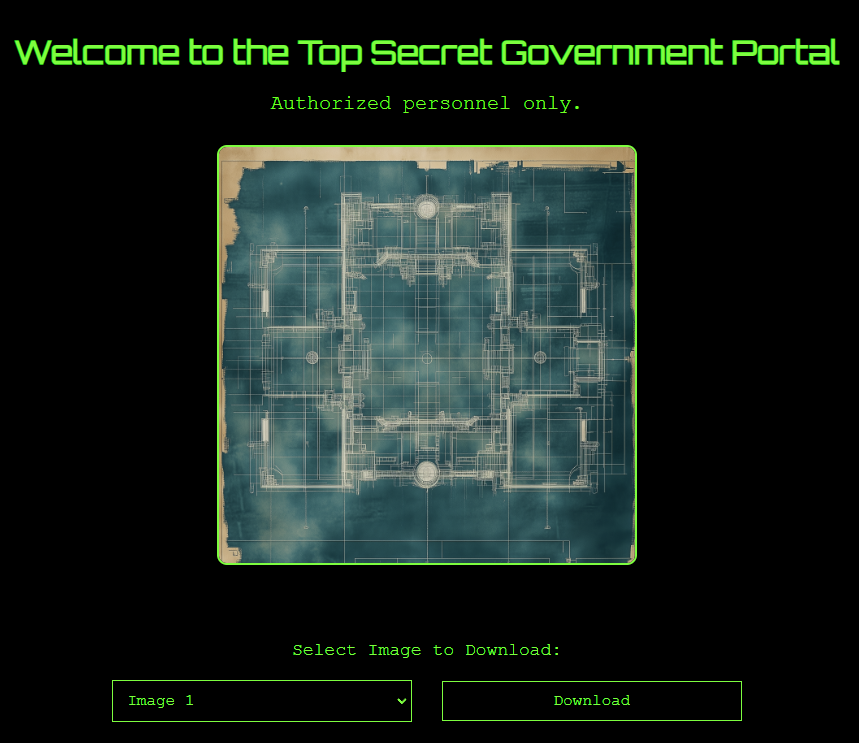 Welcome to the Top Secret Government Portal
Authorized personnel only.
Select Image to Download:
Image 1
Download